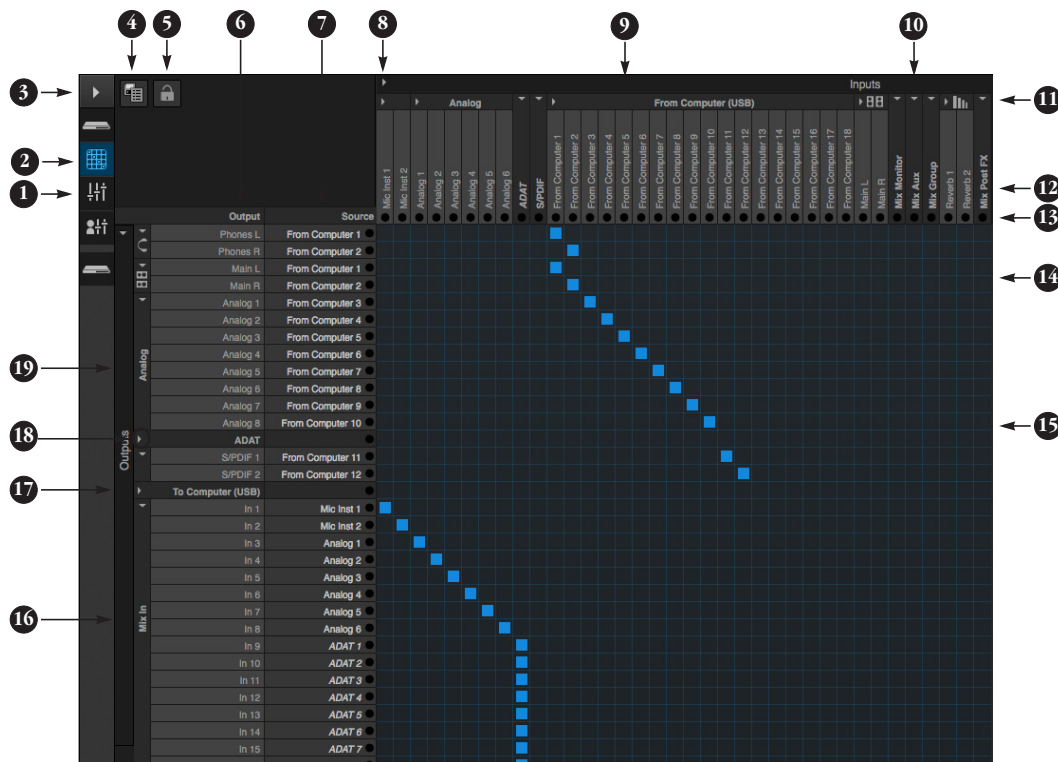 4 5 6 7 8 9 10
3
Inputs
Analog
From Computer (USB)
11
2
1
Mic Inst 1
Mic Inst 2
Analog 1
Analog 2
Analog 3
Analog 4
Analog 5
Analog 6
ADAT
S/PDIF
From Computer 1
From Computer 2
From Computer 3
From Computer 4
From Computer 5
From Computer 6
From Computer 7
From Computer 8
From Computer 9
From Computer 10
From Computer 11
From Computer 12
From Computer 13
From Computer 14
From Computer 15
From Computer 16
From Computer 17
From Computer 18
Main L
Main R
Mix Monitor
Mix Aux
Mix Group
Reverb 1
Reverb 2
Mix Post FX
12
Output Source
13
Phones L From Computer 1
Phones R From Computer 2
Main L From Computer 1
14
Main R From Computer 2
Analog 1 From Computer 3
Analog 2 From Computer 4
Analog 3 From Computer 5
Analog 4 From Computer 6
19
Analog
Analog 5 From Computer 7
Analog 6 From Computer 8
Analog 7 From Computer 9
Analog 8 From Computer 10
15
18
Outputs
ADAT
S/PDIF 1 From Computer 11
S/PDIF 2 From Computer 12
17
To Computer (USB)
In 1 Mic Inst 1
In 2 Mic Inst 2
In 3 Analog 1
In 4 Analog 2
In 5 Analog 3
In 6 Analog 4
16
Mix In
In 7 Analog 5
In 8 Analog 6
In 9 ADAT 1
In 10 ADAT 2
In 11 ADAT 3
In 12 ADAT 4
In 13 ADAT 5
In 14 ADAT 6
In 15 ADAT 7